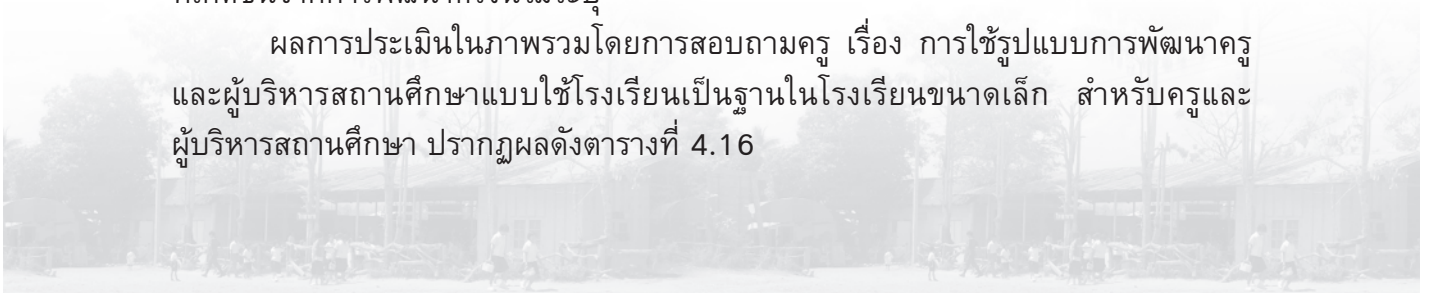 ผลการประเมินในภาพรวมโดยการสอบถามครู เรื่อง การใช้รูปแบบการพัฒนาครู
และผู้บริหารสถานศึกษาแบบใช้โรงเรียนเป็นฐานในโรงเรียนขนาดเล็ก สำหรับครูและ
ผู้บริหารสถานศึกษา ปรากฏผลดังตารางที่ 4.16